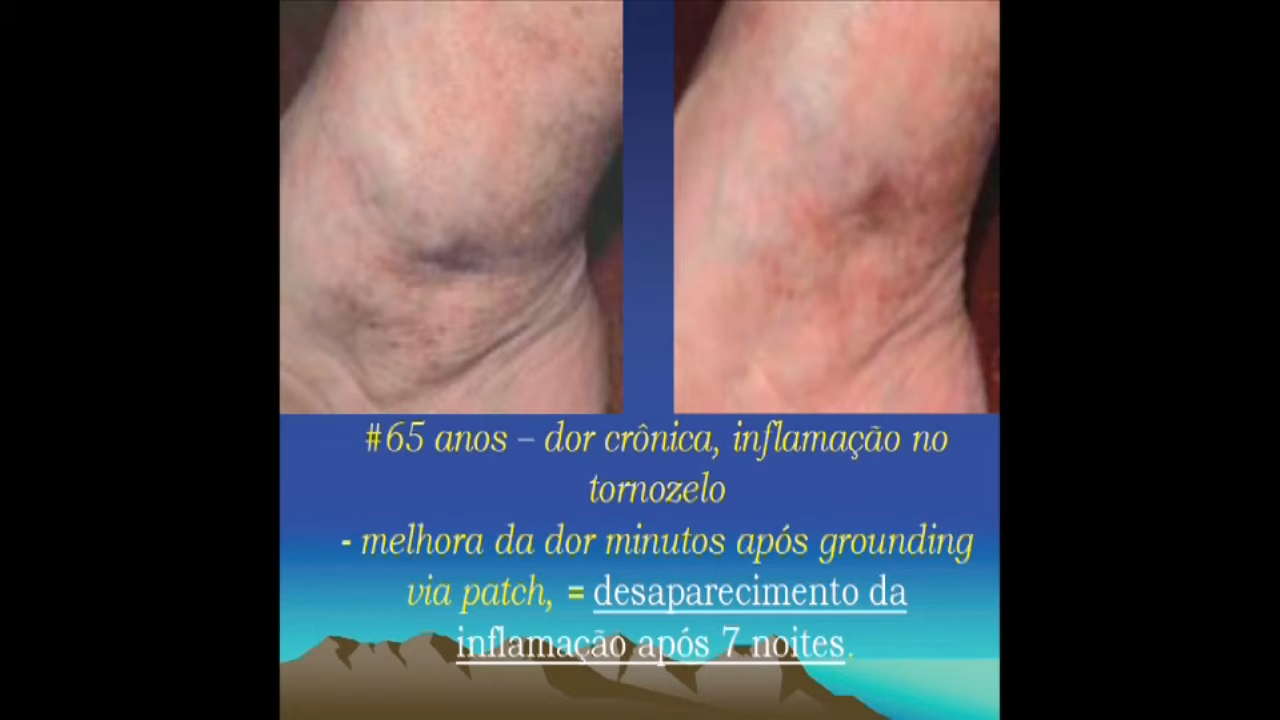 #65 anos – dor crônica, inflamação no
tornozelo
- melhora da dor minutos após grounding
via patch, = desaparecimento da
inflamação após 7 noites.